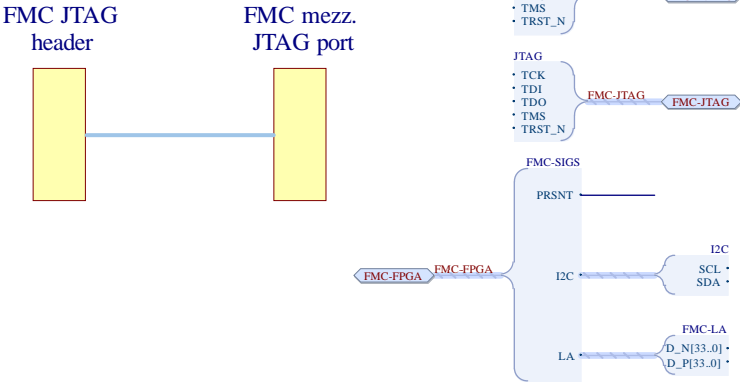 FMC JTAG
header
FMC mezz.
JTAG port
TMS
TRST_N
JTAG
TCK
TDI
TDO
TMS
TRST_N
FMC-JTAG
FMC-JTAG
FMC-SIGS
PRSNT
I2C
LA
FMC-FPGA
FMC-FPGA
I2C
SCL
SDA
FMC-LA
D_N[33..0]
D_P[33..0]